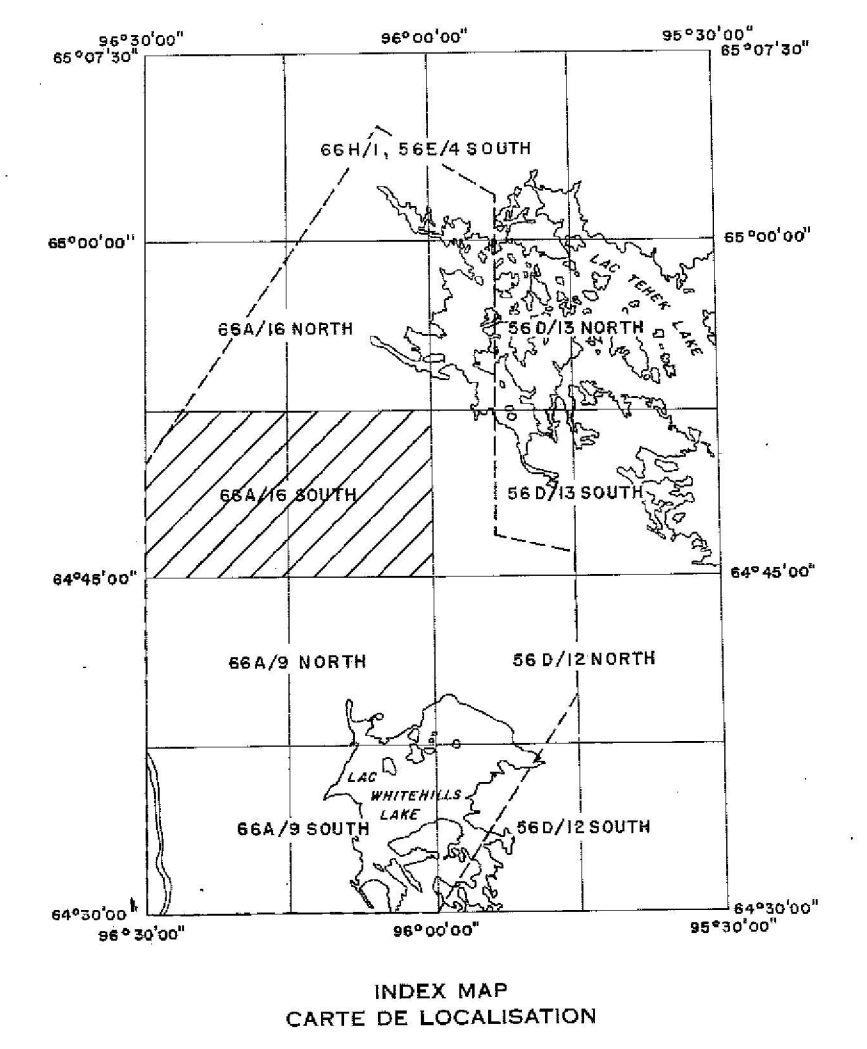 96°30'00" 96°00'00" 95°30'00"
65°07'30" 65°07'30"
66H/1, 56E/4 SOUTH
65°00'00" 65°00'00"
LAC TEHEK LAKE
66A/16 NORTH 56D/13 NORTH
66A/16 SOUTH 56D/13 SOUTH
64°45'00" 64°45'00"
66A/9 NORTH 56D/12 NORTH
LAC
WHITEHILLS
LAKE
66A/9 SOUTH 56D/12 SOUTH
64°30'00" 64°30'00"
96°30'00" 96°00'00" 95°30'00"
INDEX MAP
CARTE DE LOCALISATION